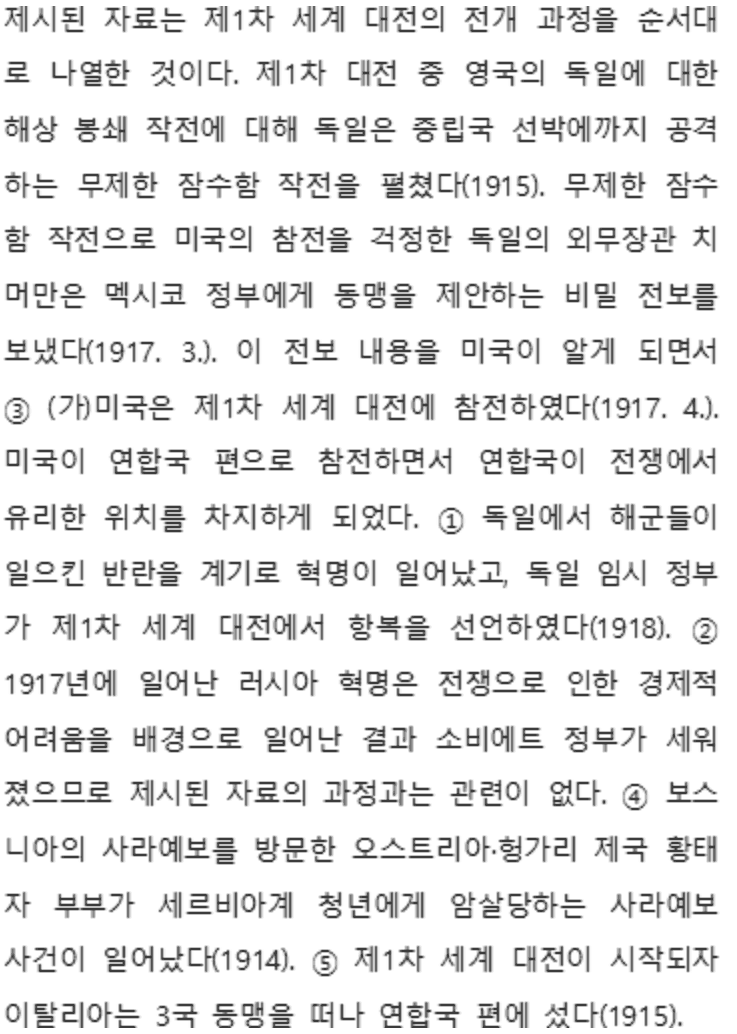 제시된 자료는 제1차 세계 대전의 전개 과정을 순서대
로 나열한 것이다. 제1차 대전 중 영국의 독일에 대한
해상 봉쇄 작전에 대해 독일은 중립국 선박에까지 공격
하는 무제한 잠수함 작전을 펼쳤다(1915). 무제한 잠수
함 작전으로 미국의 참전을 걱정한 독일의 외무장관 치
머만은 멕시코 정부에게 동맹을 제안하는 비밀 전보를
보냈다(1917. 3.). 이 전보 내용을 미국이 알게 되면서
③ (가)미국은 제1차 세계 대전에 참전하였다(1917. 4.).
미국이 연합국 편으로 참전하면서 연합국이 전쟁에서
유리한 위치를 차지하게 되었다. ① 독일에서 해군들이
일으킨 반란을 계기로 혁명이 일어났고, 독일 임시 정부
가 제1차 세계 대전에서 항복을 선언하였다(1918). ②
1917년에 일어난 러시아 혁명은 전쟁으로 인한 경제적
어려움을 배경으로 일어난 결과 소비에트 정부가 세워
졌으므로 제시된 자료의 과정과는 관련이 없다. ④ 보스
니아의 사라예보를 방문한 오스트리아·헝가리 제국 황태
자 부부가 세르비아계 청년에게 암살당하는 사라예보
사건이 일어났다(1914). ⑤ 제1차 세계 대전이 시작되자
이탈리아는 3국 동맹을 떠나 연합국 편에 섰다(1915).